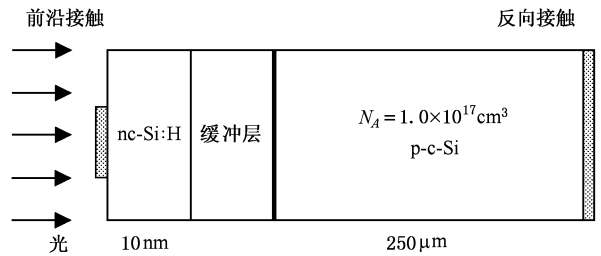 前沿接触
反向接触
nc-Si:H
缓冲层
N_A=1.0×10^17cm^3
p-c-Si
光
10nm
250μm